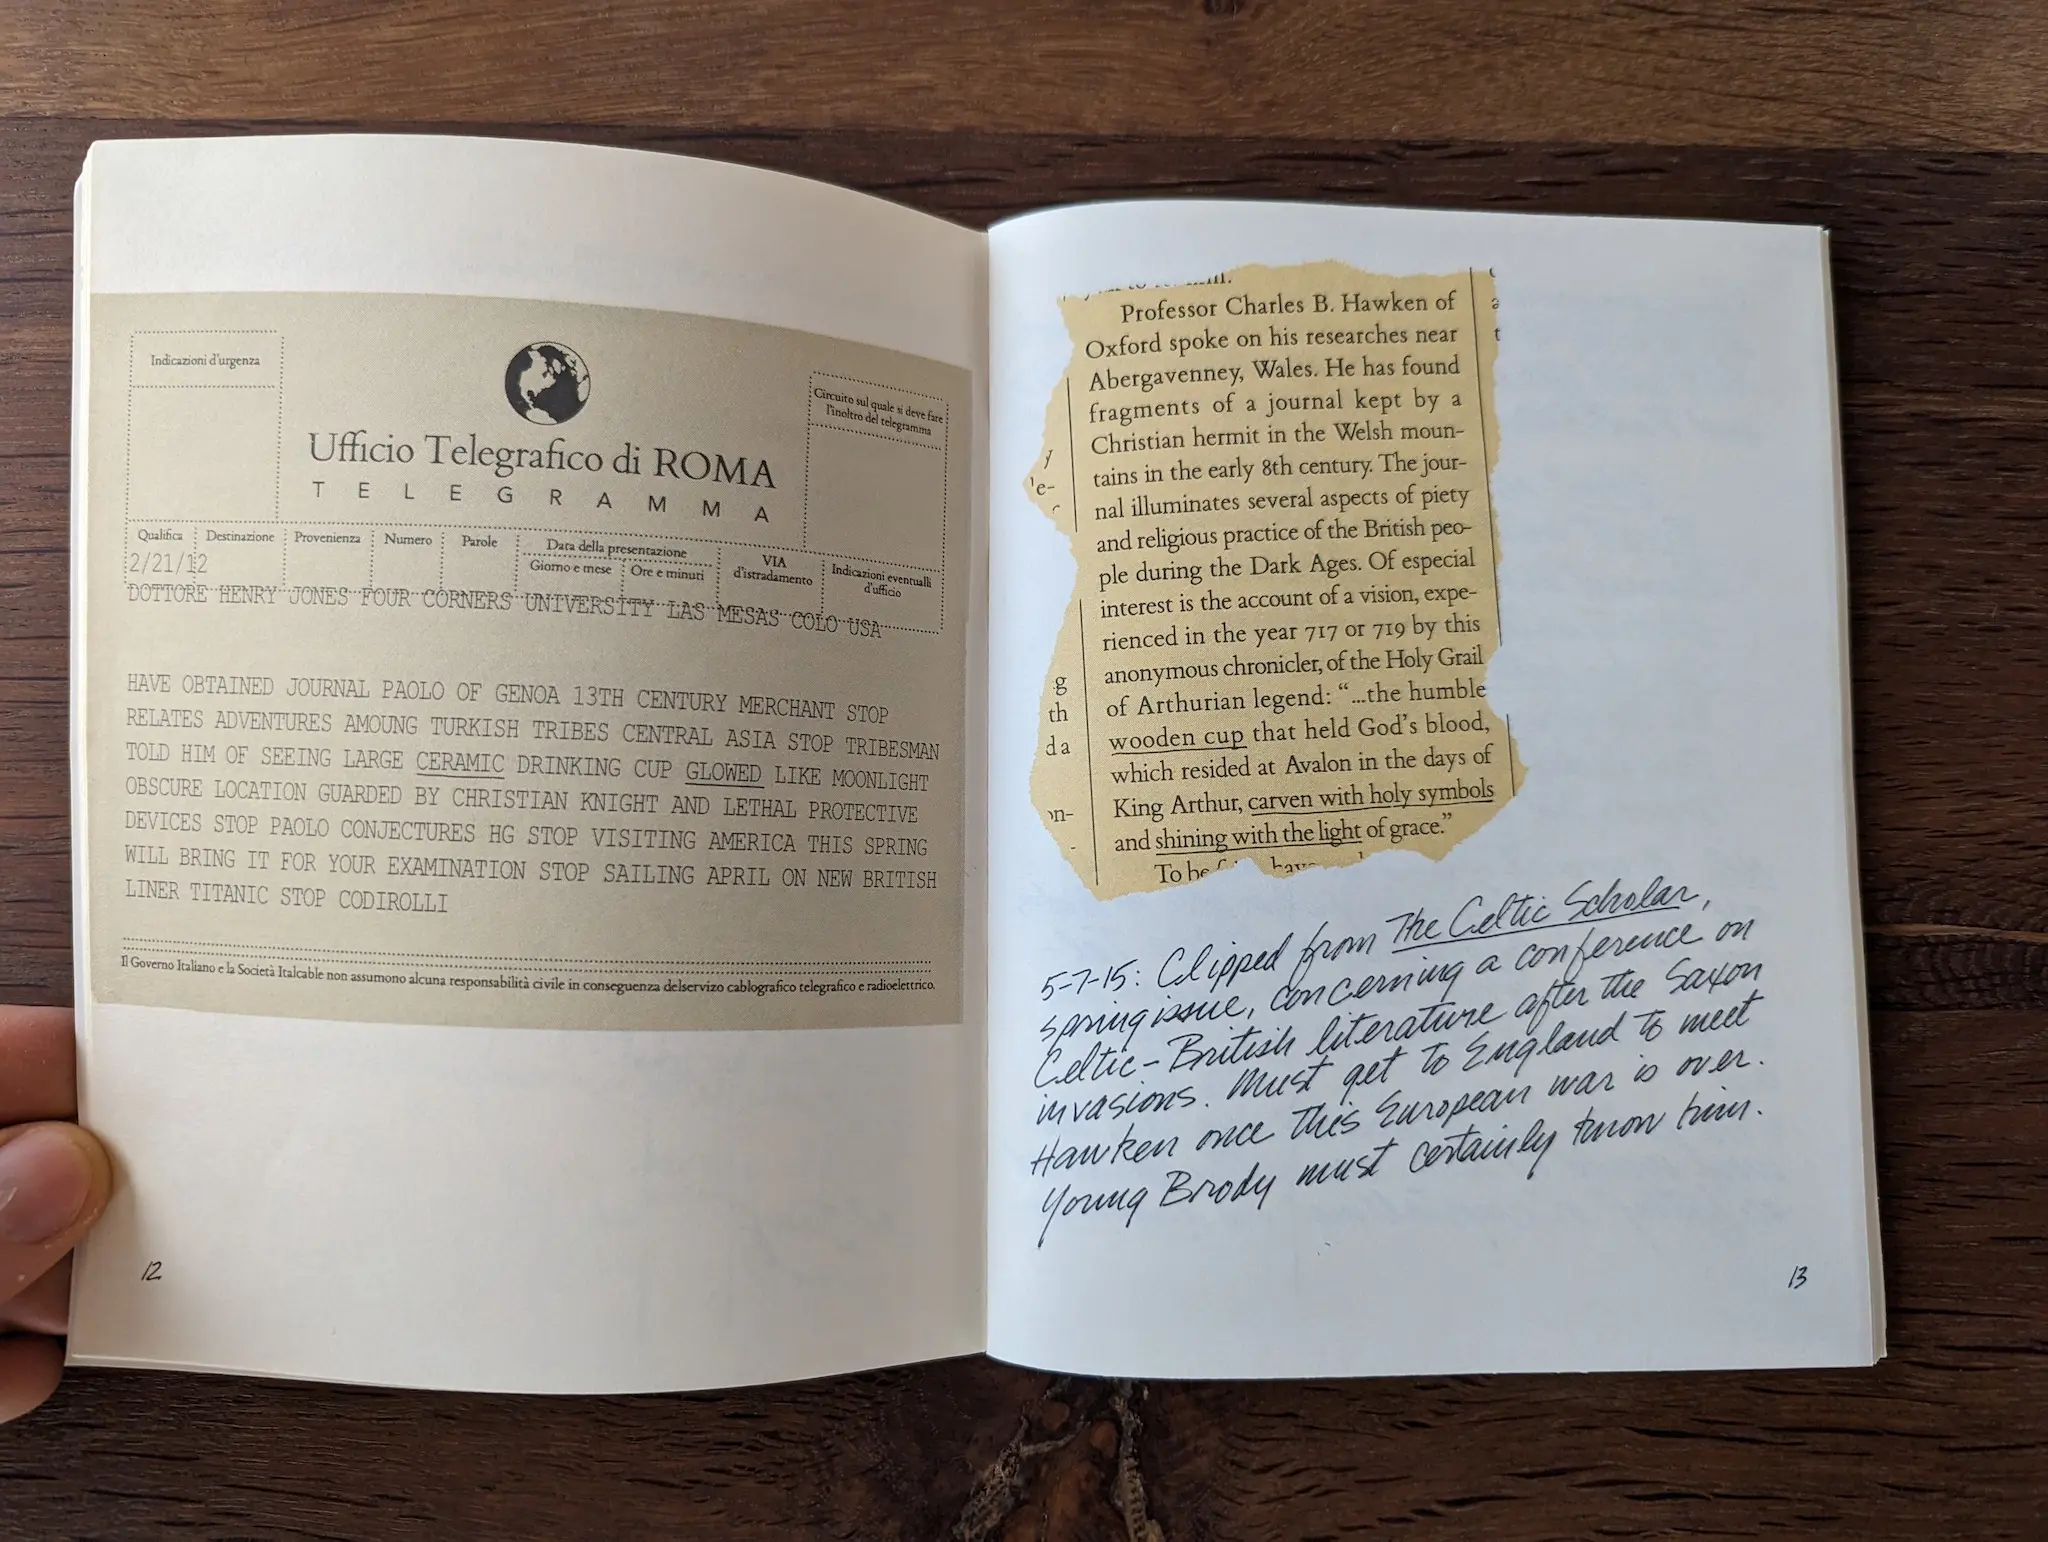 Indicazioni d'urgenza
Circuito sul quale si deve fare
l'inoltro del telegramma
Ufficio Telegrafico di ROMA
TELEGRAMMA
Qualifica Destinazione Provenienza Numero Parole Data della presentazione VIA d'istradamento Indicazioni eventualli d'ufficio
Giorno e mese Ore e minuti
2/21/12
DOTTORE HENRY JONES FOUR CORNERS UNIVERSITY LAS MESAS COLO USA
HAVE OBTAINED JOURNAL PAOLO OF GENOA 13TH CENTURY MERCHANT STOP
RELATES ADVENTURES AMOUNG TURKISH TRIBES CENTRAL ASIA STOP TRIBESMAN
TOLD HIM OF SEEING LARGE CERAMIC DRINKING CUP GLOWED LIKE MOONLIGHT
OBSCURE LOCATION GUARDED BY CHRISTIAN KNIGHT AND LETHAL PROTECTIVE
DEVICES STOP PAOLO CONJECTURES HG STOP VISITING AMERICA THIS SPRING
WILL BRING IT FOR YOUR EXAMINATION STOP SAILING APRIL ON NEW BRITISH
LINER TITANIC STOP CODIROLLI
Il Governo Italiano e la Società Italcable non assumono alcuna responsabilità civile in conseguenza delservizo cablografico telegrafico e radioelettrico.
12
Professor Charles B. Hawken of
Oxford spoke on his researches near
Abergavenney, Wales. He has found
fragments of a journal kept by a
Christian hermit in the Welsh moun-
tains in the early 8th century. The jour-
nal illuminates several aspects of piety
and religious practice of the British peo-
ple during the Dark Ages. Of especial
interest is the account of a vision, expe-
rienced in the year 717 or 719 by this
anonymous chronicler, of the Holy Grail
of Arthurian legend: "...the humble
wooden cup that held God's blood,
which resided at Avalon in the days of
King Arthur, carven with holy symbols
and shining with the light of grace."
To be
5-7-15: Clipped from The Celtic Scholar,
spring issue, concerning a conference on
Celtic-British literature after the Saxon
invasions. Must get to England to meet
Hawken once this European war is over.
Young Brody must certainly know him.
13